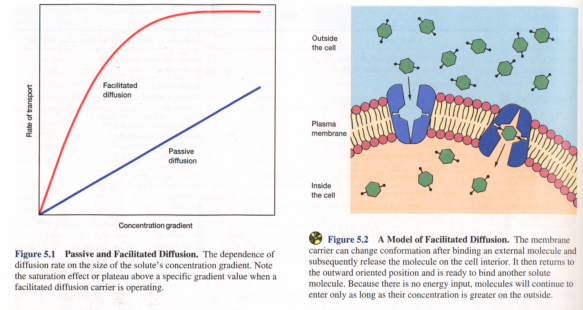 Rate of transport
Facilitated
diffusion
Passive
diffusion
Concentration gradient
Figure 5.1 Passive and Facilitated Diffusion. The dependence of
diffusion rate on the size of the solute's concentration gradient. Note
the saturation effect or plateau above a specific gradient value when a
facilitated diffusion carrier is operating.
Outside
the cell
Plasma
membrane
Inside
the cell
Figure 5.2 A Model of Facilitated Diffusion. The membrane
carrier can change conformation after binding an external molecule and
subsequently release the molecule on the cell interior. It then returns to
the outward oriented position and is ready to bind another solute
molecule. Because there is no energy input, molecules will continue to
enter only as long as their concentration is greater on the outside.